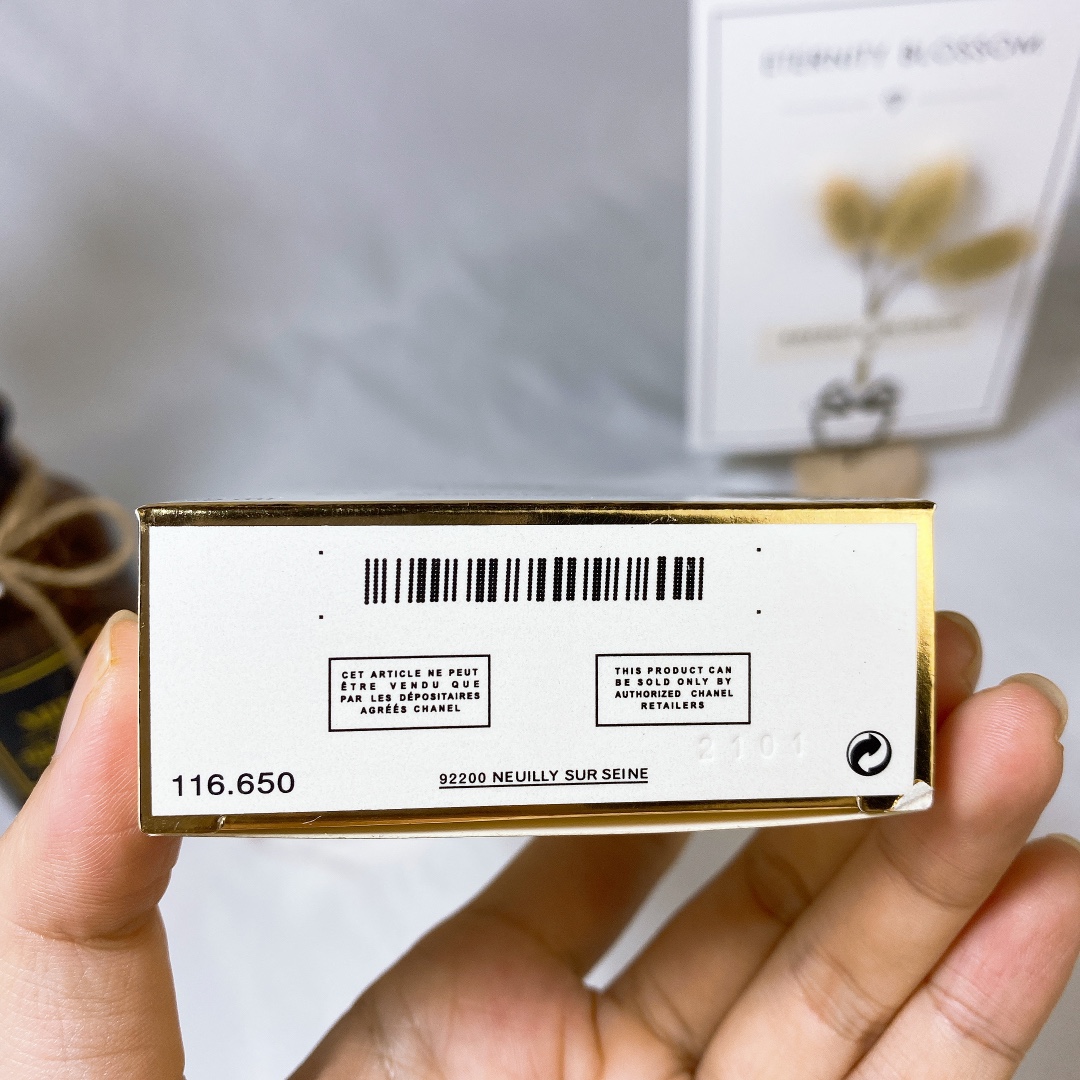 ETERNITY BLOSSOM
CET ARTICLE NE PEUT
ÊTRE VENDU QUE
PAR LES DÉPOSITAIRES
AGRÉÉS CHANEL
THIS PRODUCT CAN
BE SOLD ONLY BY
AUTHORIZED CHANEL
RETAILERS
2101
116.650
92200 NEUILLY SUR SEINE